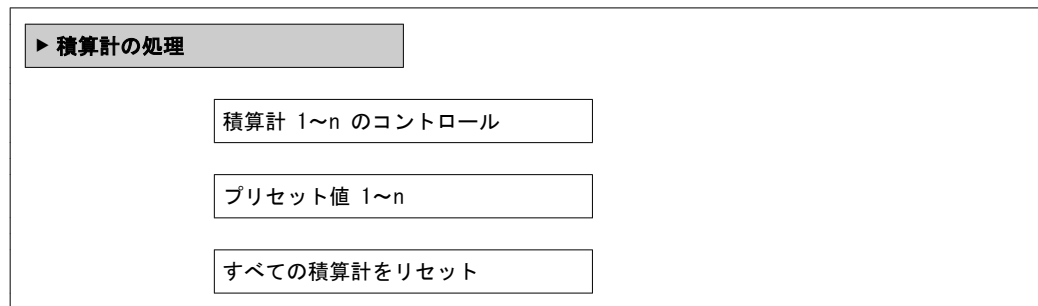 ▶ 積算計の処理
積算計 1～n のコントロール
プリセット値 1～n
すべての積算計をリセット